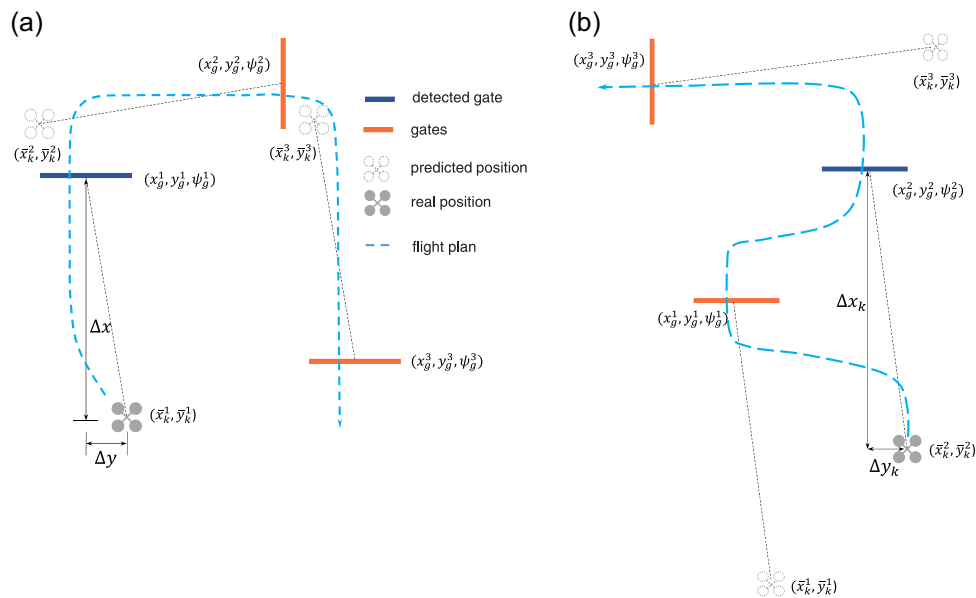 (a)
(x_g^2, y_g^2, ψ_g^2)
(x̄_k^2, ȳ_k^2)
(x̄_k^3, ȳ_k^3)
(x_g^1, y_g^1, ψ_g^1)
Δx
(x_g^3, y_g^3, ψ_g^3)
(x̄_k^1, ȳ_k^1)
Δy
detected gate
gates
predicted position
real position
flight plan
(b)
(x_g^3, y_g^3, ψ_g^3)
(x̄_k^3, ȳ_k^3)
(x_g^2, y_g^2, ψ_g^2)
(x_g^1, y_g^1, ψ_g^1)
Δx_k
(x̄_k^2, ȳ_k^2)
Δy_k
(x̄_k^1, ȳ_k^1)